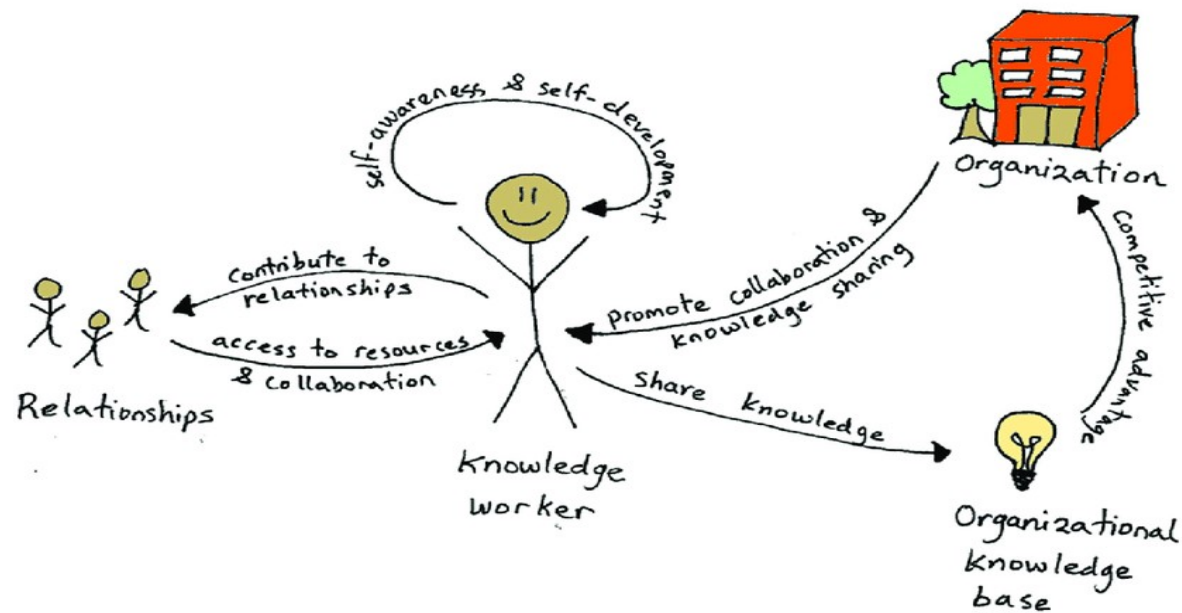 self-awareness & self-development
Organization
contribute to
relationships
access to resources
& collaboration
Relationships
promote collaboration &
knowledge sharing
competitive advantage
share knowledge
Knowledge
worker
Organizational
knowledge
base